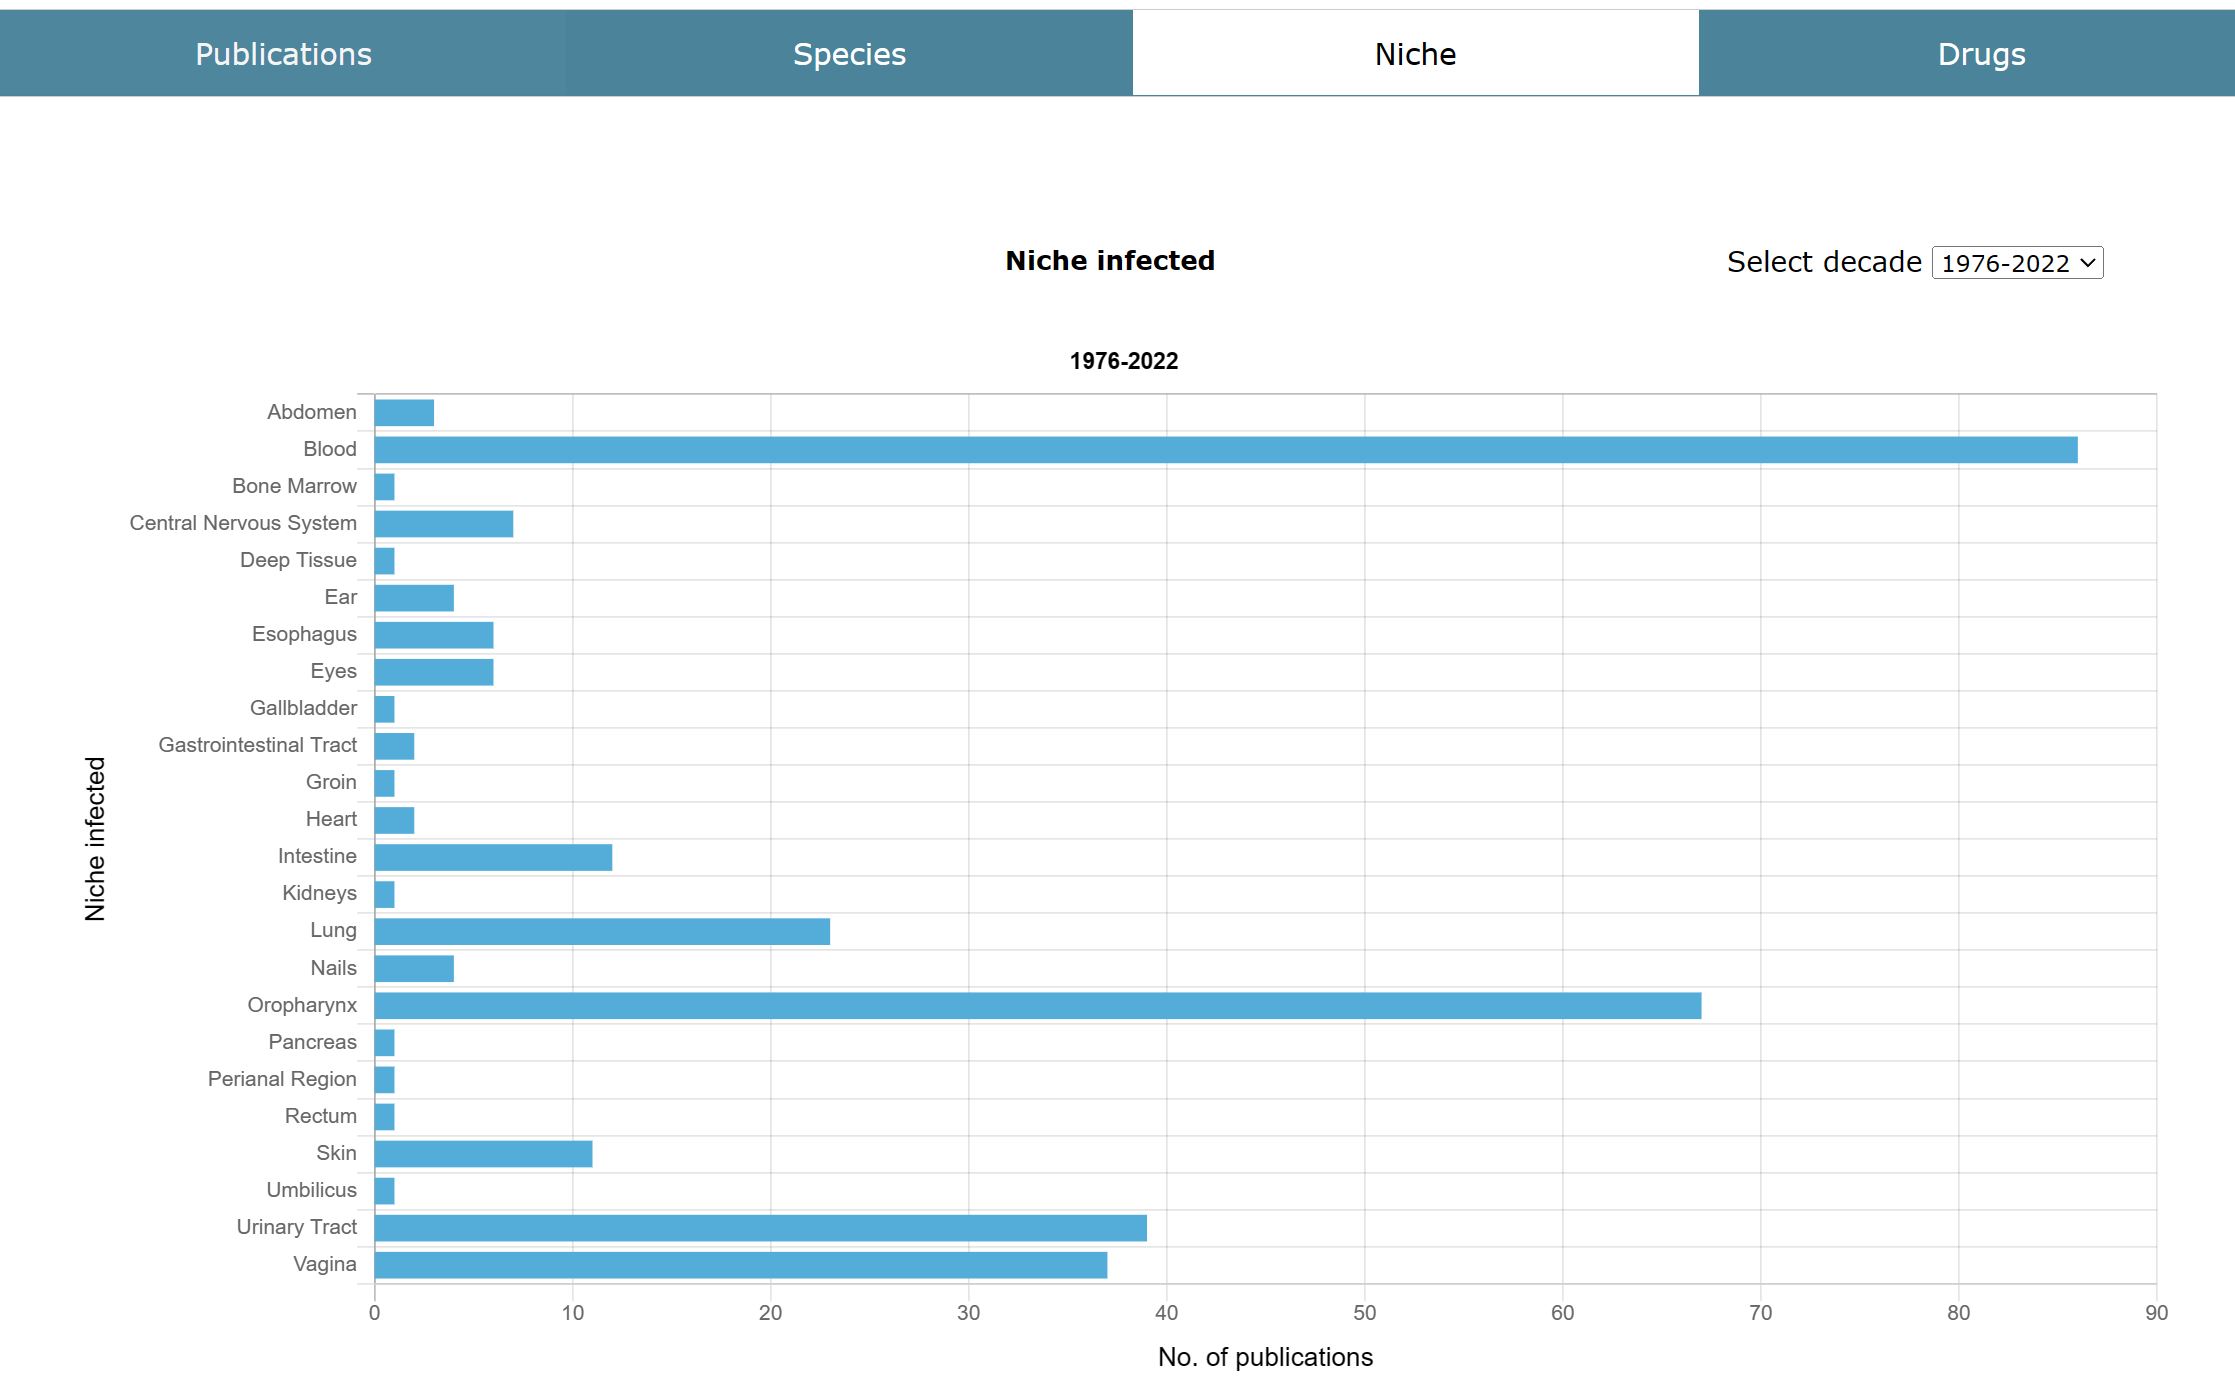 Publications Species Niche Drugs
Niche infected
Select decade 1976-2022
1976-2022
Niche infected
Abdomen
Blood
Bone Marrow
Central Nervous System
Deep Tissue
Ear
Esophagus
Eyes
Gallbladder
Gastrointestinal Tract
Groin
Heart
Intestine
Kidneys
Lung
Nails
Oropharynx
Pancreas
Perianal Region
Rectum
Skin
Umbilicus
Urinary Tract
Vagina
0 10 20 30 40 50 60 70 80 90
No. of publications